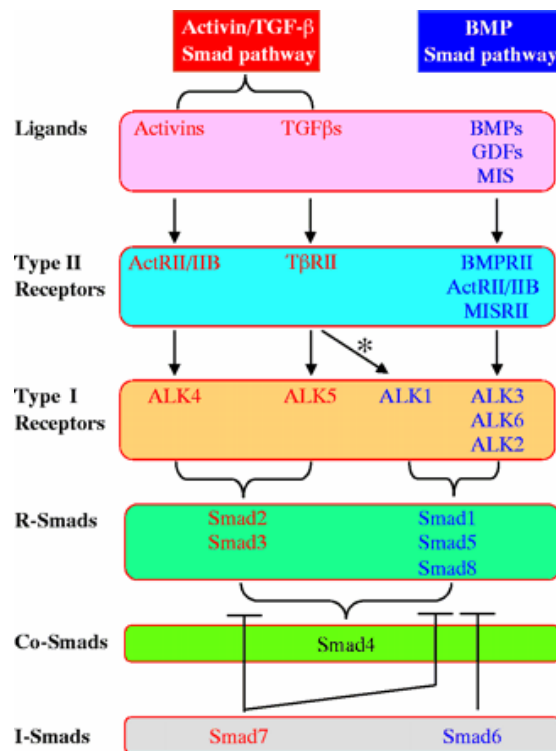 Activin/TGF-β
Smad pathway
BMP
Smad pathway
Ligands
Activins
TGFβs
BMPs
GDFs
MIS
Type II
Receptors
ActRII/IIB
TβRII
BMPRII
ActRII/IIB
MISRII
*
Type I
Receptors
ALK4
ALK5
ALK1
ALK3
ALK6
ALK2
R-Smads
Smad2
Smad3
Smad1
Smad5
Smad8
Co-Smads
Smad4
I-Smads
Smad7
Smad6